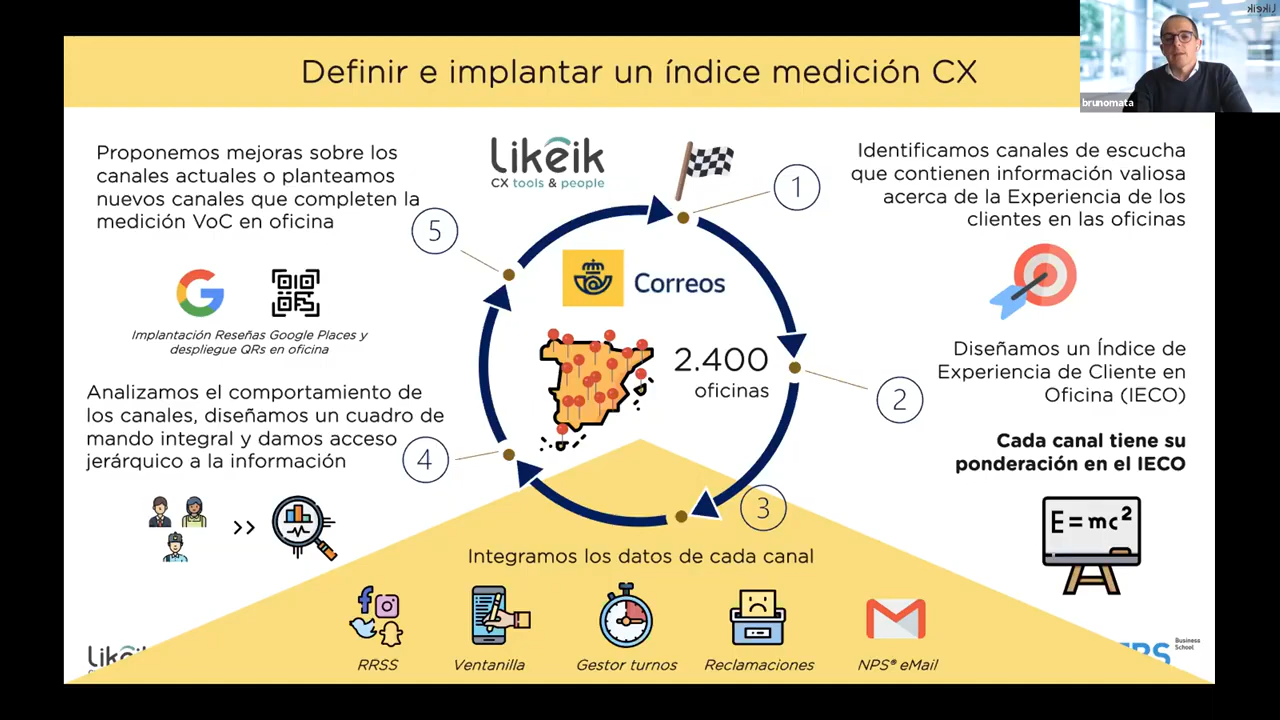 Definir e implantar un índice medición CX
Likeik
brunomata
Likeik
CX tools & people
1
Identificamos canales de escucha
que contienen información valiosa
acerca de la Experiencia de los
clientes en las oficinas
2
Diseñamos un Índice de
Experiencia de Cliente en
Oficina (IECO)
Cada canal tiene su
ponderación en el IECO
E=mc²
3
Integramos los datos de cada canal
RRSS
Ventanilla
Gestor turnos
Reclamaciones
NPS® eMail
4
Analizamos el comportamiento de
los canales, diseñamos un cuadro de
mando integral y damos acceso
jerárquico a la información
>>
5
Proponemos mejoras sobre los
canales actuales o planteamos
nuevos canales que completen la
medición VoC en oficina
G
Implantación Reseñas Google Places y
despliegue QRs en oficina
Correos
2.400
oficinas
Likeik
Business
School